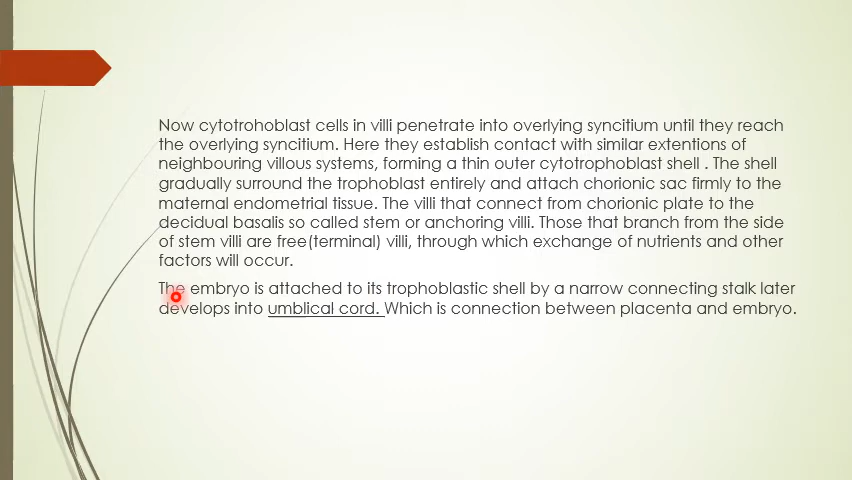 Now cytotrohoblast cells in villi penetrate into overlying syncitium until they reach
the overlying syncitium. Here they establish contact with similar extentions of
neighbouring villous systems, forming a thin outer cytotrophoblast shell . The shell
gradually surround the trophoblast entirely and attach chorionic sac firmly to the
maternal endometrial tissue. The villi that connect from chorionic plate to the
decidual basalis so called stem or anchoring villi. Those that branch from the side
of stem villi are free(terminal) villi, through which exchange of nutrients and other
factors will occur.
The embryo is attached to its trophoblastic shell by a narrow connecting stalk later
develops into umblical cord. Which is connection between placenta and embryo.